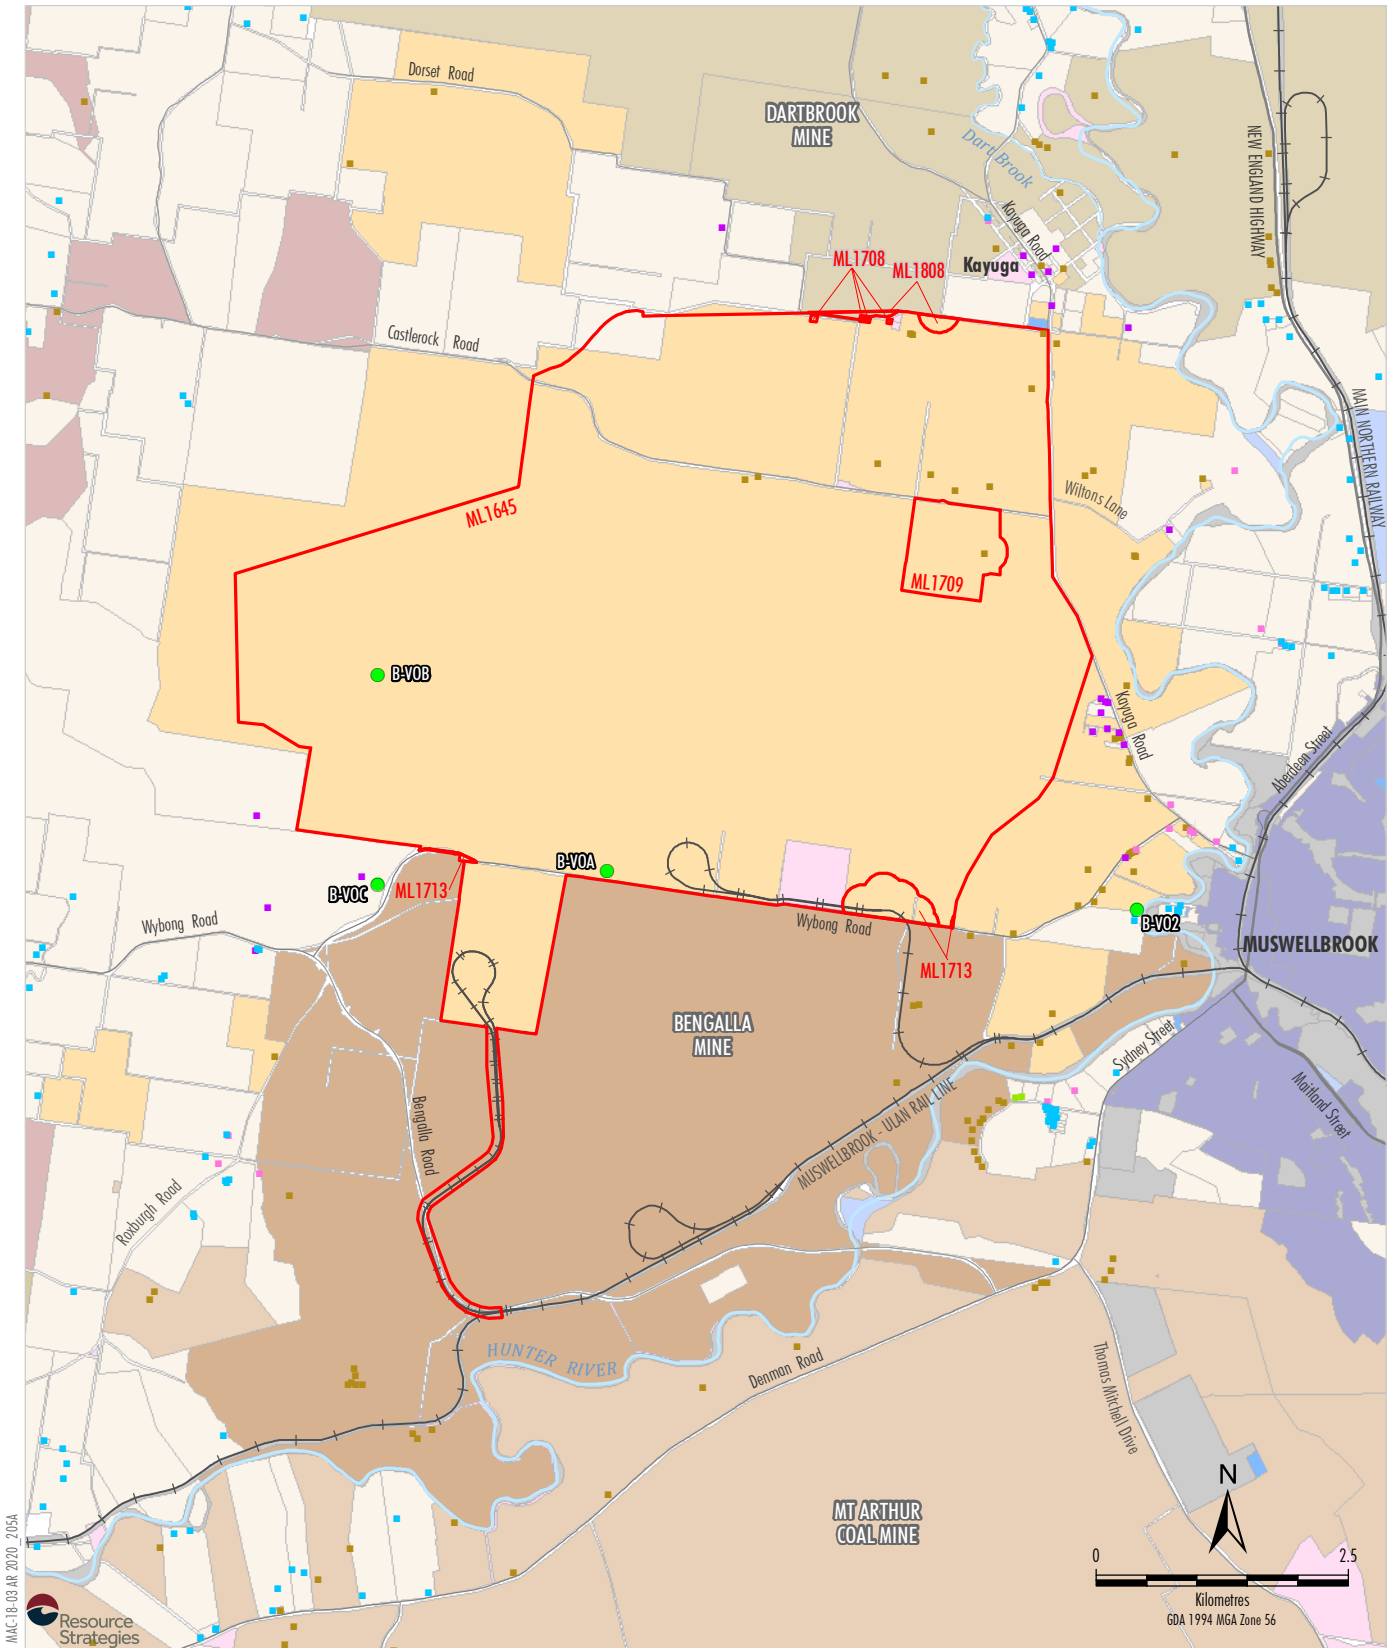 Dorset Road
DARTBROOK
MINE
Dart Brook
NEW ENGLAND HIGHWAY
Kayuga Road
Kayuga
ML1708
ML1808
Castlerock Road
MAIN NORTHERN RAILWAY
ML1645
Wiltons Lane
ML1709
B-VOB
Kayuga Road
Aberdeen Street
B-VOA
B-VOC
ML1713
Wybong Road
Wybong Road
B-VO2
MUSWELLBROOK
ML1713
BENGALLA
MINE
Sydney Street
Maitland Street
Bengalla Road
MUSWELLBROOK - ULAN RAIL LINE
Roxburgh Road
HUNTER RIVER
Denman Road
Thomas Mitchell Drive
N
MT ARTHUR
COAL MINE
0 2.5
Kilometres
GDA 1994 MGA Zone 56
MAC-18-03 AR 2020_205A
Resource
Strategies